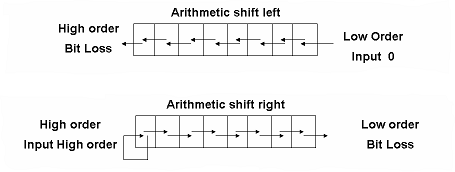 Arithmetic shift left
High order
Bit Loss
Low Order
Input 0
Arithmetic shift right
High order
Input High order
Low order
Bit Loss